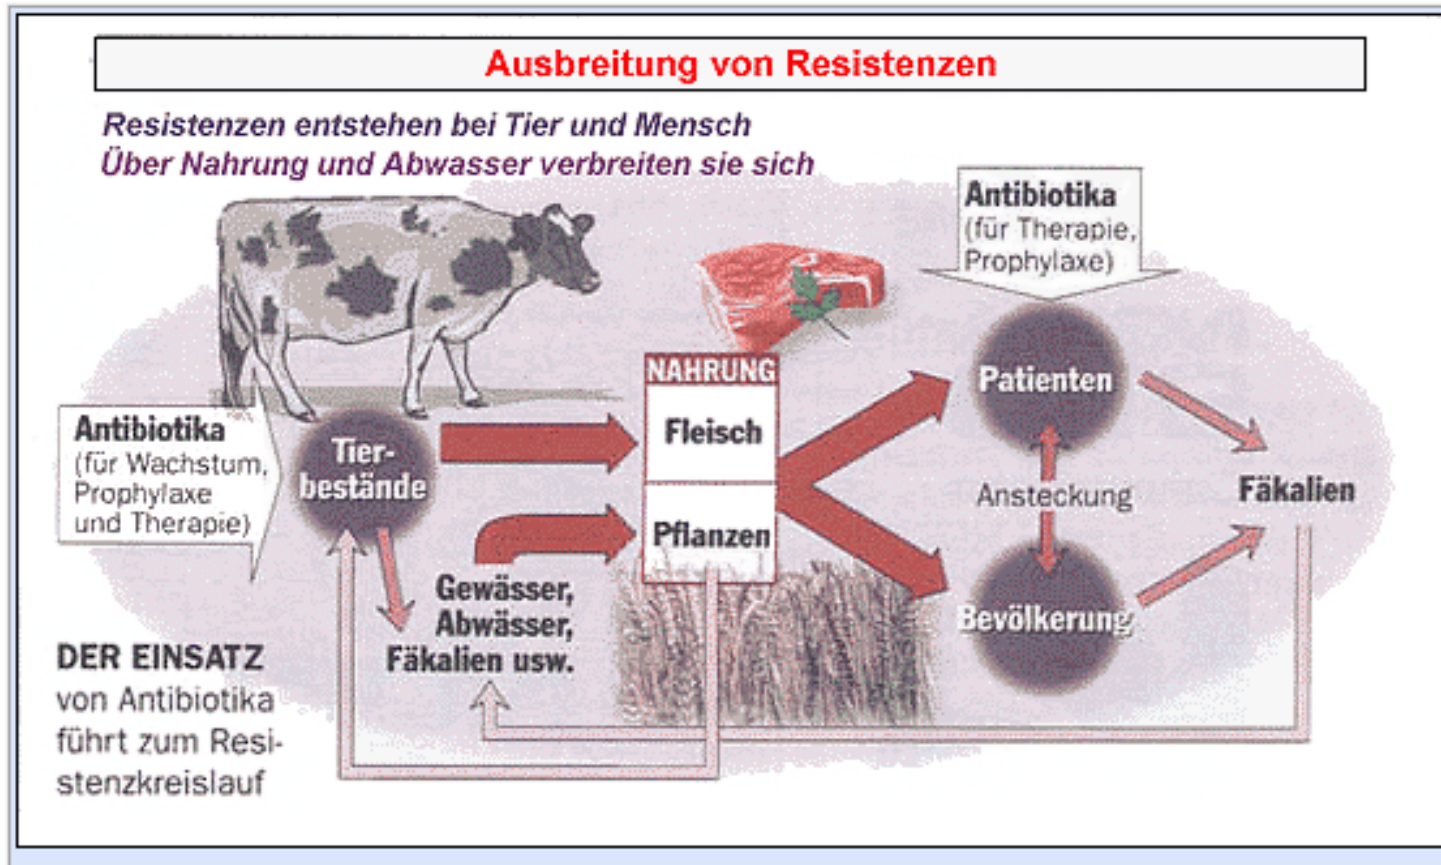 Ausbreitung von Resistenzen
Resistenzen entstehen bei Tier und Mensch
Über Nahrung und Abwasser verbreiten sie sich
Antibiotika
(für Therapie,
Prophylaxe)
NAHRUNG
Fleisch
Pflanzen
Patienten
Antibiotika
(für Wachstum,
Prophylaxe
und Therapie)
Tier-
bestände
Ansteckung
Fäkalien
Gewässer,
Abwässer,
Fäkalien usw.
Bevölkerung
DER EINSATZ
von Antibiotika
führt zum Resi-
stenzkreislauf